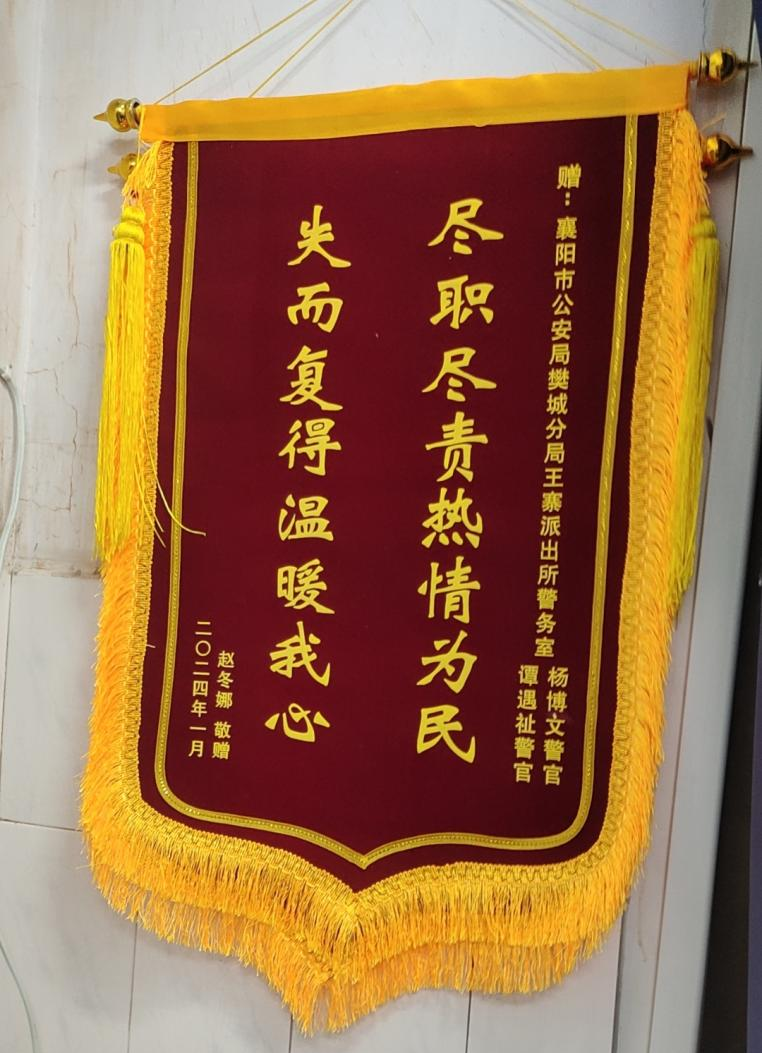 赠：襄阳市公安局樊城分局王寨派出所警务室
杨博文警官
谭遇祉警官
尽职尽责热情为民
失而复得温暖我心
赵冬娜 敬赠
二〇二四年一月